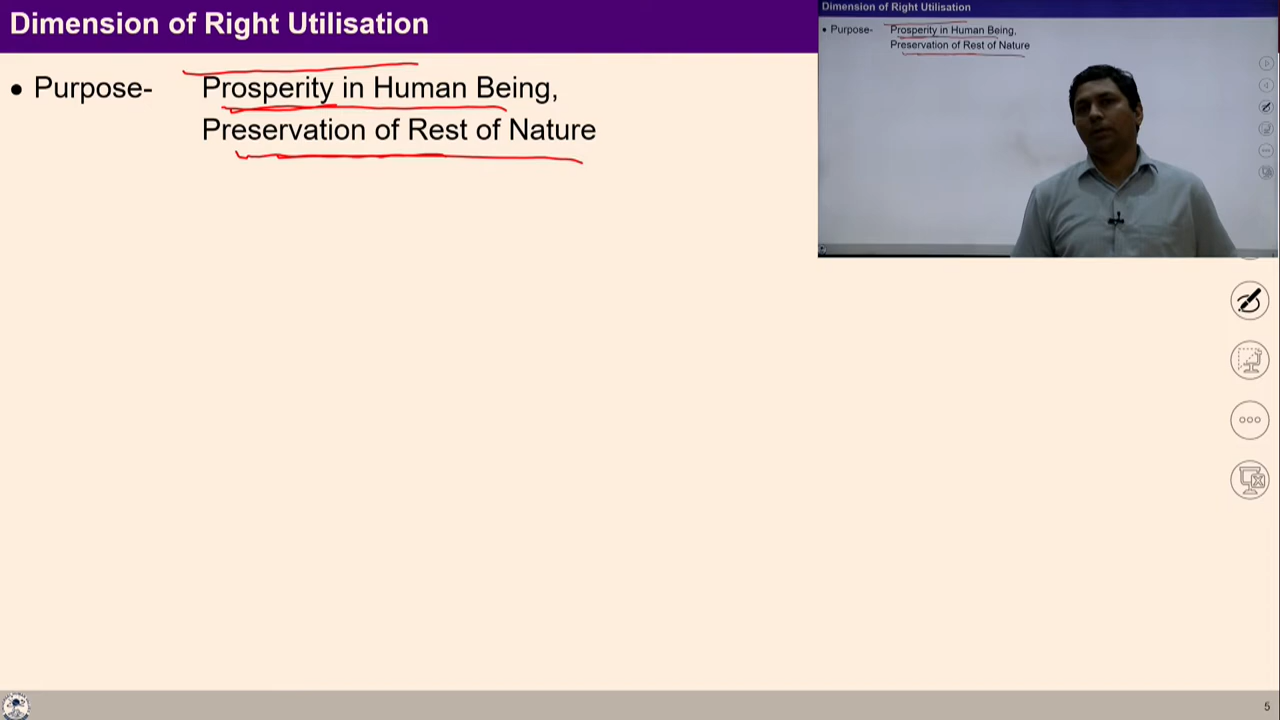 Dimension of Right Utilisation
• Purpose- Prosperity in Human Being,
Preservation of Rest of Nature
Dimension of Right Utilisation
• Purpose- Prosperity in Human Being,
Preservation of Rest of Nature
5